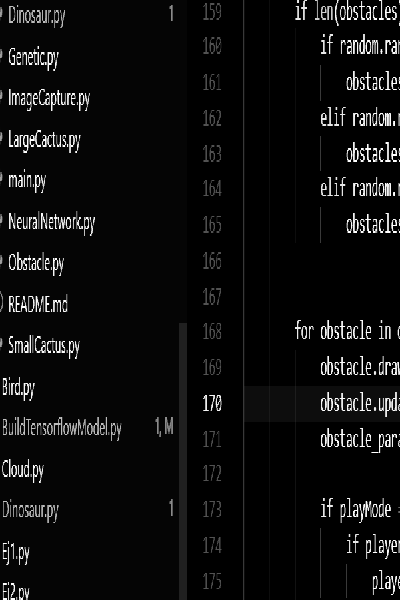 Dinosaur.py 1
Genetic.py
ImageCapture.py
LargeCactus.py
main.py
NeuralNetwork.py
Obstacle.py
README.md
SmallCactus.py
Bird.py
BuildTensorflowModel.py 1, M
Cloud.py
Dinosaur.py 1
Ej1.py
Ej2.py
159 if len(obstacles)
160 if random.ran
161 obstacles
162 elif random.r
163 obstacles
164 elif random.r
165 obstacles
166
167
168 for obstacle in o
169 obstacle.draw
170 obstacle.upda
171 obstacle_para
172
173 if playMode =
174 if player
175 playe